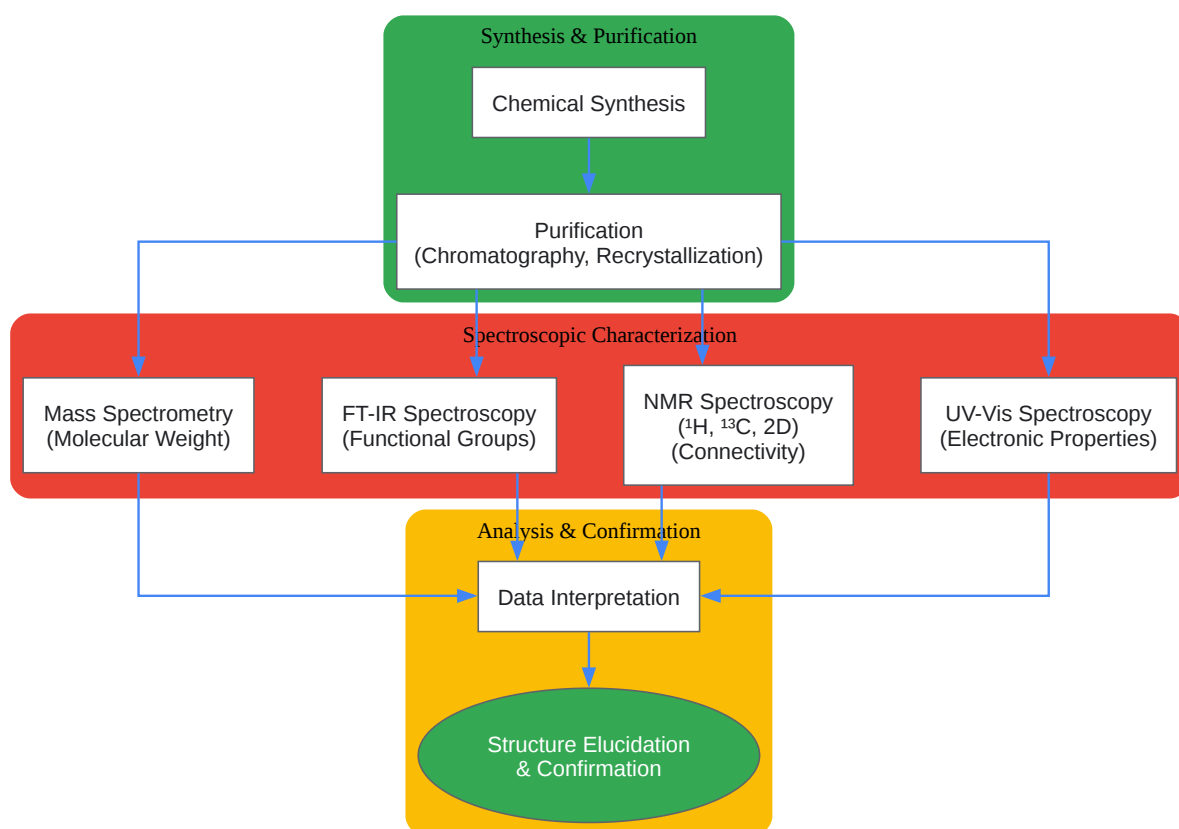 Synthesis & Purification
Chemical Synthesis
Purification
(Chromatography, Recrystallization)
Spectroscopic Characterization
Mass Spectrometry
(Molecular Weight)
FT-IR Spectroscopy
(Functional Groups)
NMR Spectroscopy
(¹H, ¹³C, 2D)
(Connectivity)
UV-Vis Spectroscopy
(Electronic Properties)
Analysis & Confirmation
Data Interpretation
Structure Elucidation
& Confirmation